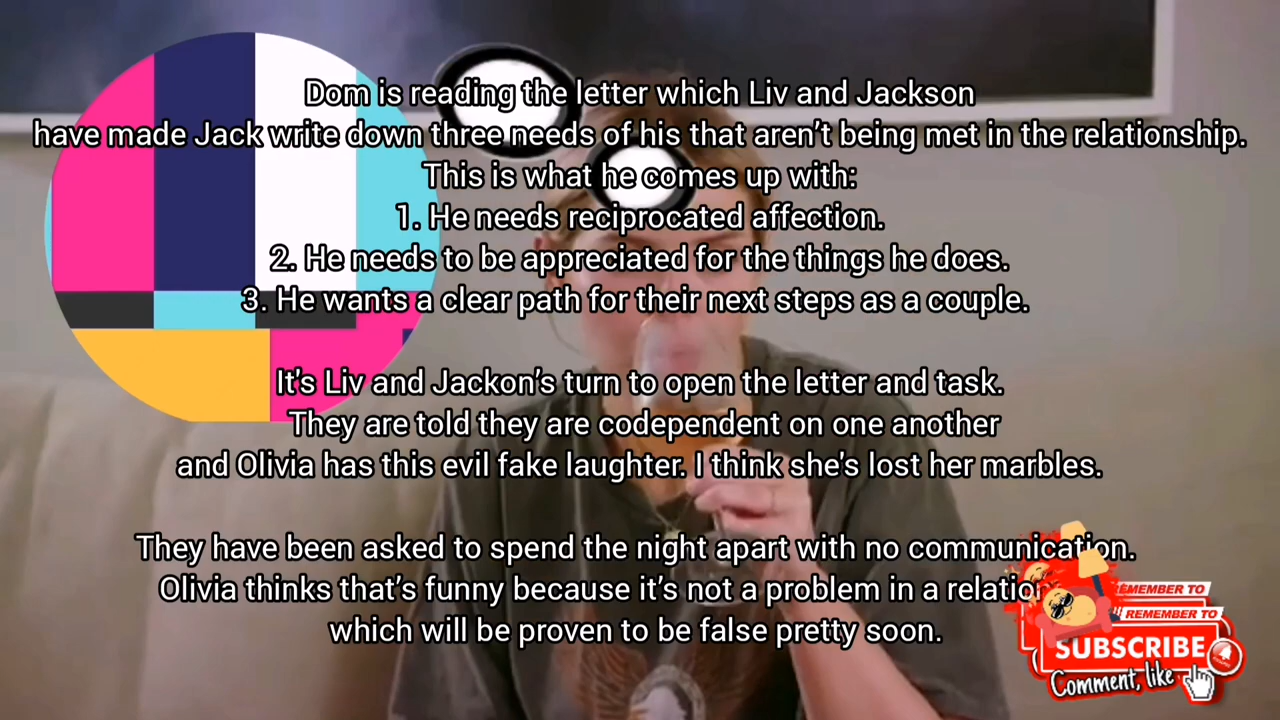 Dom is reading the letter which Liv and Jackson
have made Jack write down three needs of his that aren't being met in the relationship.
This is what he comes up with:
1. He needs reciprocated affection.
2. He needs to be appreciated for the things he does.
3. He wants a clear path for their next steps as a couple.
It's Liv and Jackon's turn to open the letter and task.
They are told they are codependent on one another
and Olivia has this evil fake laughter. I think she's lost her marbles.
They have been asked to spend the night apart with no communication.
Olivia thinks that's funny because it's not a problem in a
which will be proven to be false pretty soon.
REMEMBER TO
REMEMBER TO
SUBSCRIBE
Comment, like